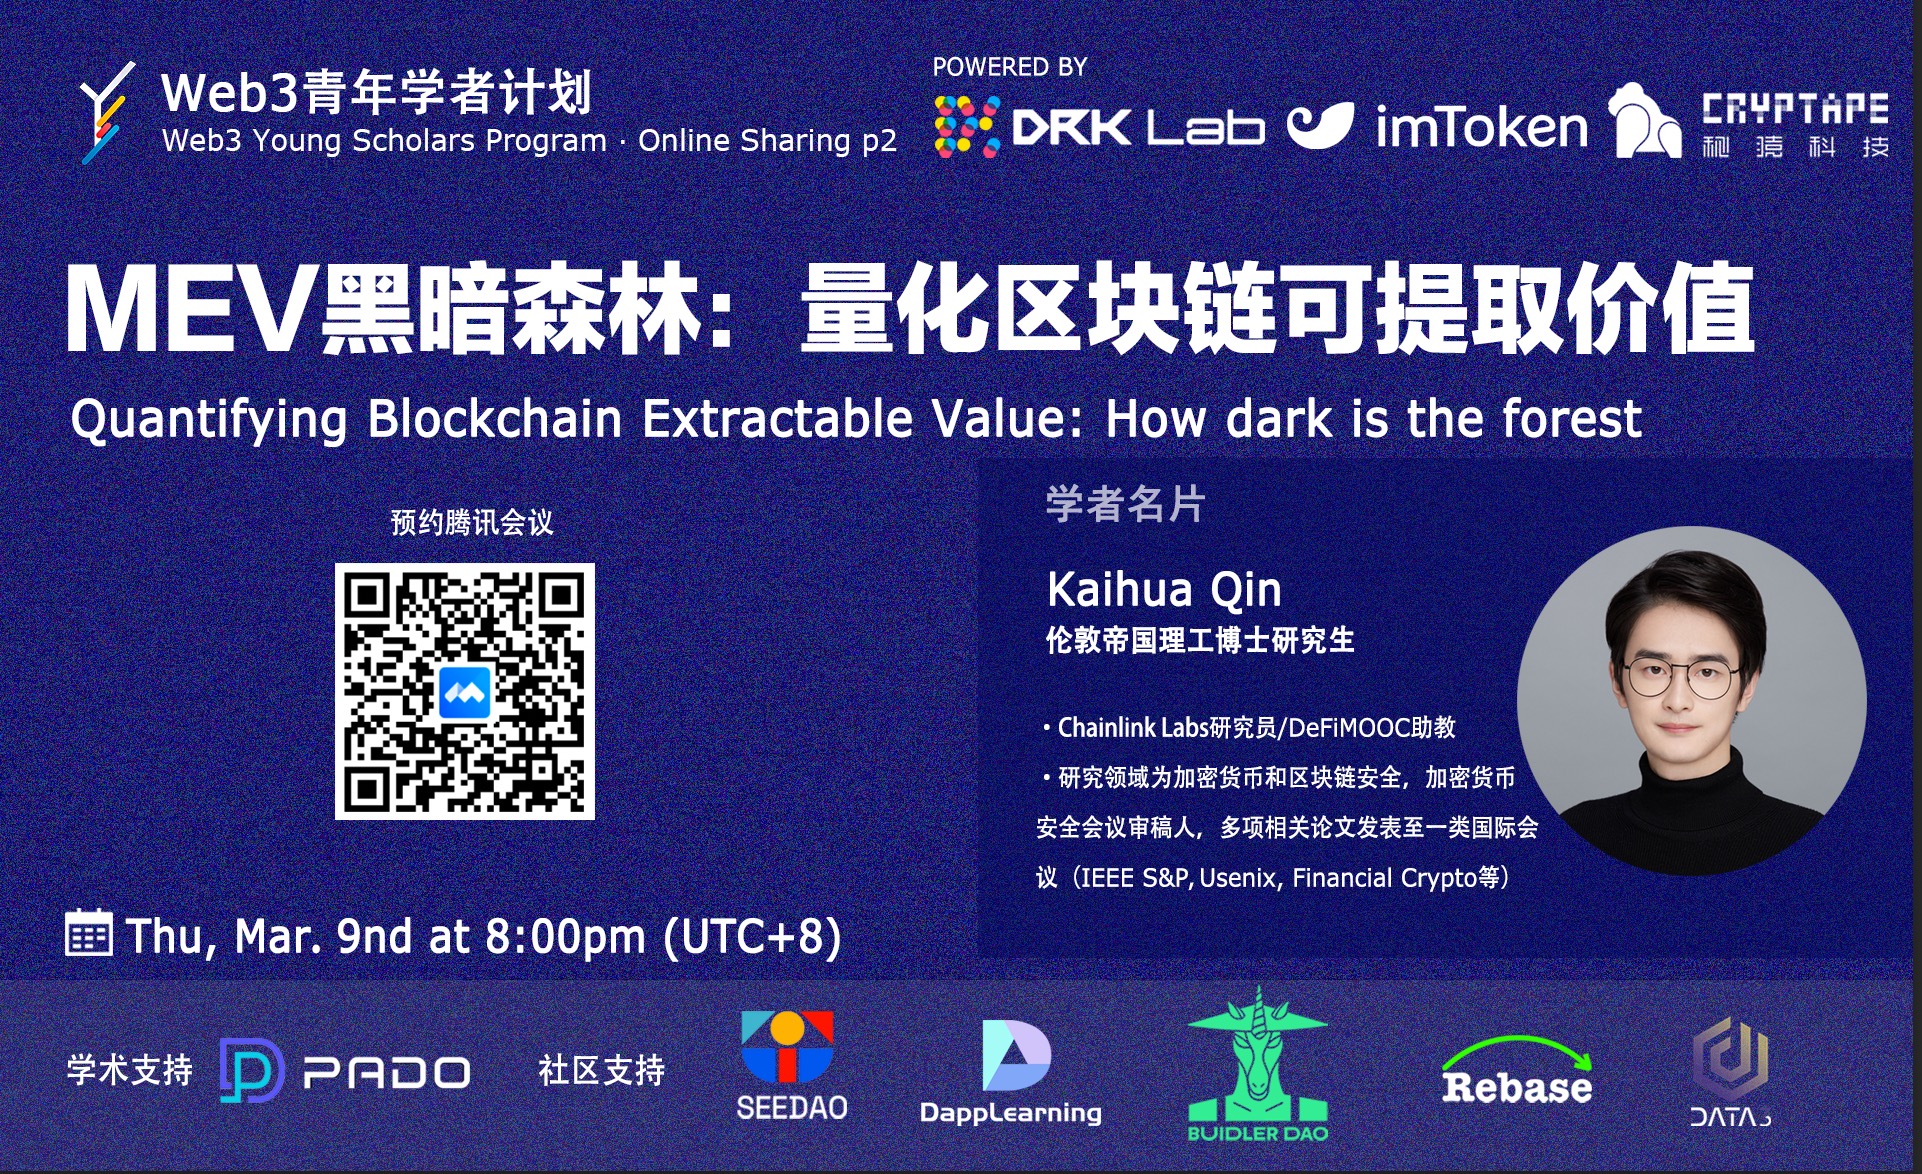 Web3青年学者计划
Web3 Young Scholars Program · Online Sharing p2
POWERED BY
DRK Lab
imToken
CRYPTAPE
秘猿科技
MEV黑暗森林：量化区块链可提取价值
Quantifying Blockchain Extractable Value: How dark is the forest
预约腾讯会议
学者名片
Kaihua Qin
伦敦帝国理工博士研究生
·Chainlink Labs研究员/DeFiMOOC助教
·研究领域为加密货币和区块链安全，加密货币
安全会议审稿人，多项相关论文发表至一类国际会
议（IEEE S&P, Usenix, Financial Crypto等）
Thu, Mar. 9nd at 8:00pm (UTC+8)
学术支持
PADO
社区支持
SEEDAO
DappLearning
BUIDLER DAO
Rebase
DATA